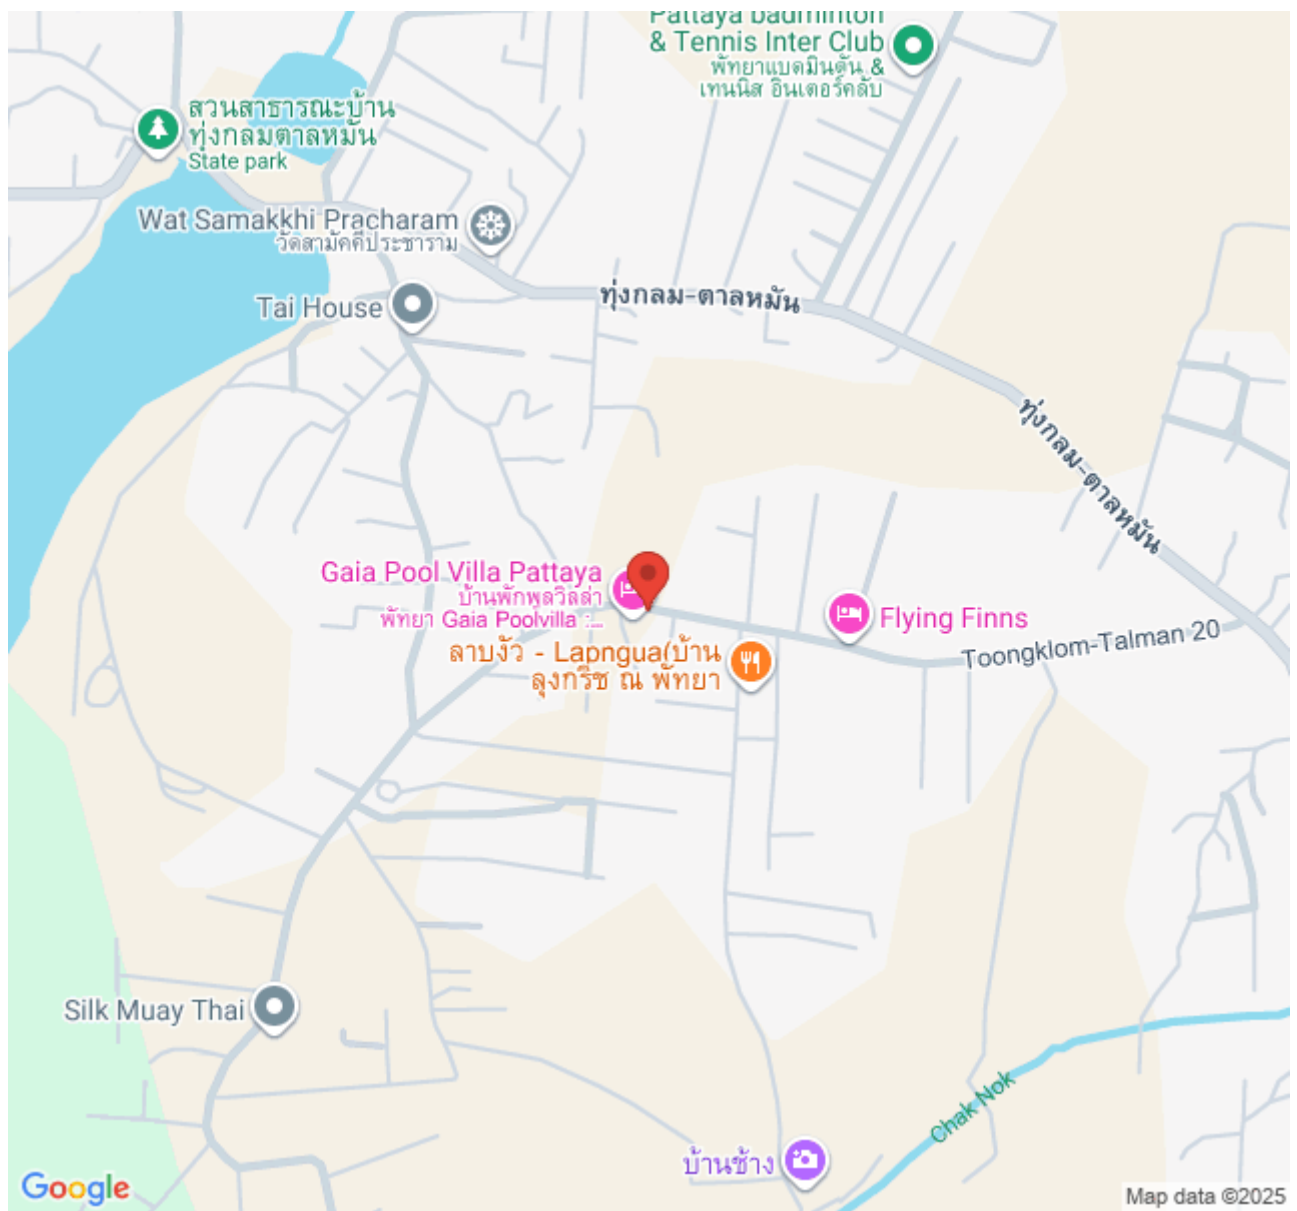 Pattaya badminton
& Tennis Inter Club
พัทยาแบดมินตัน &
เทนนิส อินเตอร์คลับ
สวนสาธารณะบ้าน
ทุ่งกลมตาลหมัน
State park
Wat Samakkhi Pracharam
วัดสามัคคีประชาราม
Tai House
ทุ่งกลม-ตาลหมัน
ทุ่งกลม-ตาลหมัน
Gaia Pool Villa Pattaya
บ้านพักพูลวิลล่า
พัทยา Gaia Poolvilla :...
Flying Finns
Toongklom-Talman 20
ลาบงัว - Lapngua(บ้าน
ลุงกริช ณ พัทยา
Silk Muay Thai
Chak Nok
บ้านช้าง
Google
Map data ©2025